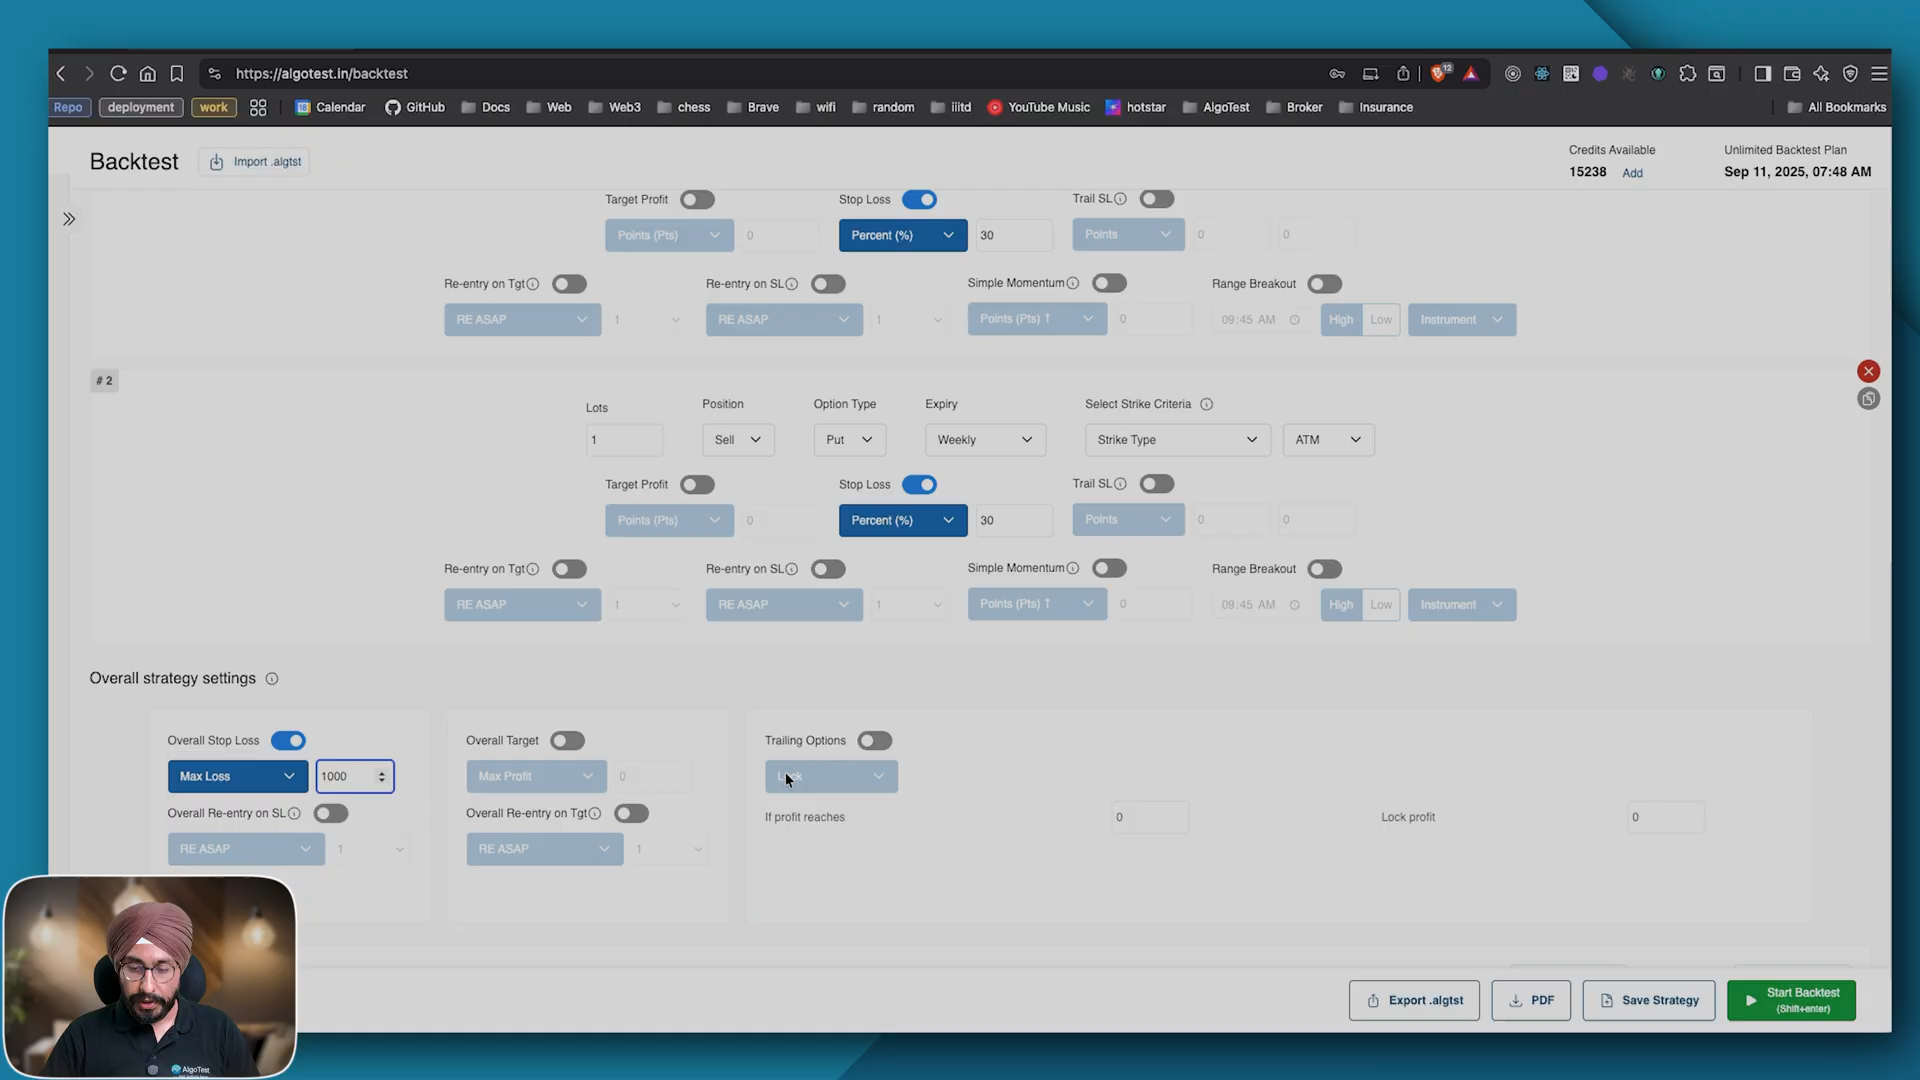 https://algotest.in/backtest
12
Repo
deployment
work
Calendar
GitHub
Docs
Web
Web3
chess
Brave
wifi
random
iiitd
YouTube Music
hotstar
AlgoTest
Broker
Insurance
All Bookmarks
Backtest
Import .algtst
Credits Available
15238 Add
Unlimited Backtest Plan
Sep 11, 2025, 07:48 AM
Target Profit
Stop Loss
Trail SL
Points (Pts) 0
Percent (%) 30
Points 0 0
Re-entry on Tgt
Re-entry on SL
Simple Momentum
Range Breakout
RE ASAP 1
RE ASAP 1
Points (Pts) ↑ 0
09:45 AM High Low Instrument
# 2
Lots
Position
Option Type
Expiry
Select Strike Criteria
1
Sell
Put
Weekly
Strike Type
ATM
Target Profit
Stop Loss
Trail SL
Points (Pts) 0
Percent (%) 30
Points 0 0
Re-entry on Tgt
Re-entry on SL
Simple Momentum
Range Breakout
RE ASAP 1
RE ASAP 1
Points (Pts) ↑ 0
09:45 AM High Low Instrument
Overall strategy settings
Overall Stop Loss
Overall Target
Trailing Options
Max Loss 1000
Max Profit 0
Lock
Overall Re-entry on SL
Overall Re-entry on Tgt
If profit reaches 0
Lock profit 0
RE ASAP 1
RE ASAP 1
Export .algtst
PDF
Save Strategy
Start Backtest
(Shift+enter)
AlgoTest